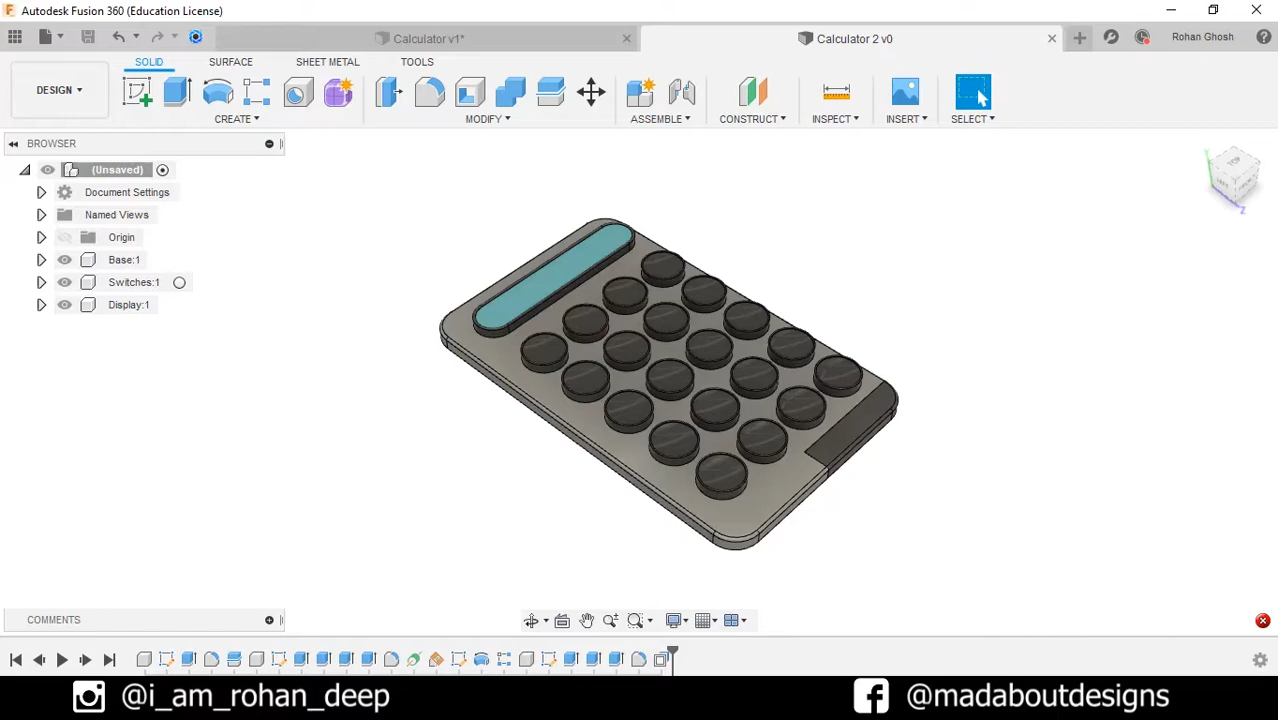 Autodesk Fusion 360 (Education License)
Calculator v1*
Calculator 2 v0
Rohan Ghosh
DESIGN
SOLID
SURFACE
SHEET METAL
TOOLS
CREATE
MODIFY
ASSEMBLE
CONSTRUCT
INSPECT
INSERT
SELECT
BROWSER
(Unsaved)
Document Settings
Named Views
Origin
Base:1
Switches:1
Display:1
COMMENTS
@i_am_rohan_deep
@madaboutdesigns